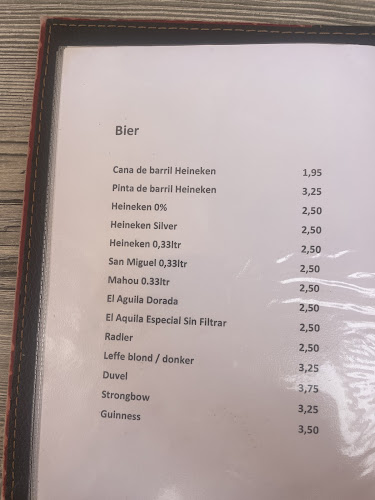 Bier
Cana de barril Heineken 1,95
Pinta de barril Heineken 3,25
Heineken 0% 2,50
Heineken Silver 2,50
Heineken 0,33ltr 2,50
San Miguel 0,33ltr 2,50
Mahou 0.33ltr 2,50
El Aguila Dorada 2,50
El Aquila Especial Sin Filtrar 2,50
Radler 2,50
Leffe blond / donker 3,25
Duvel 3,75
Strongbow 3,25
Guinness 3,50